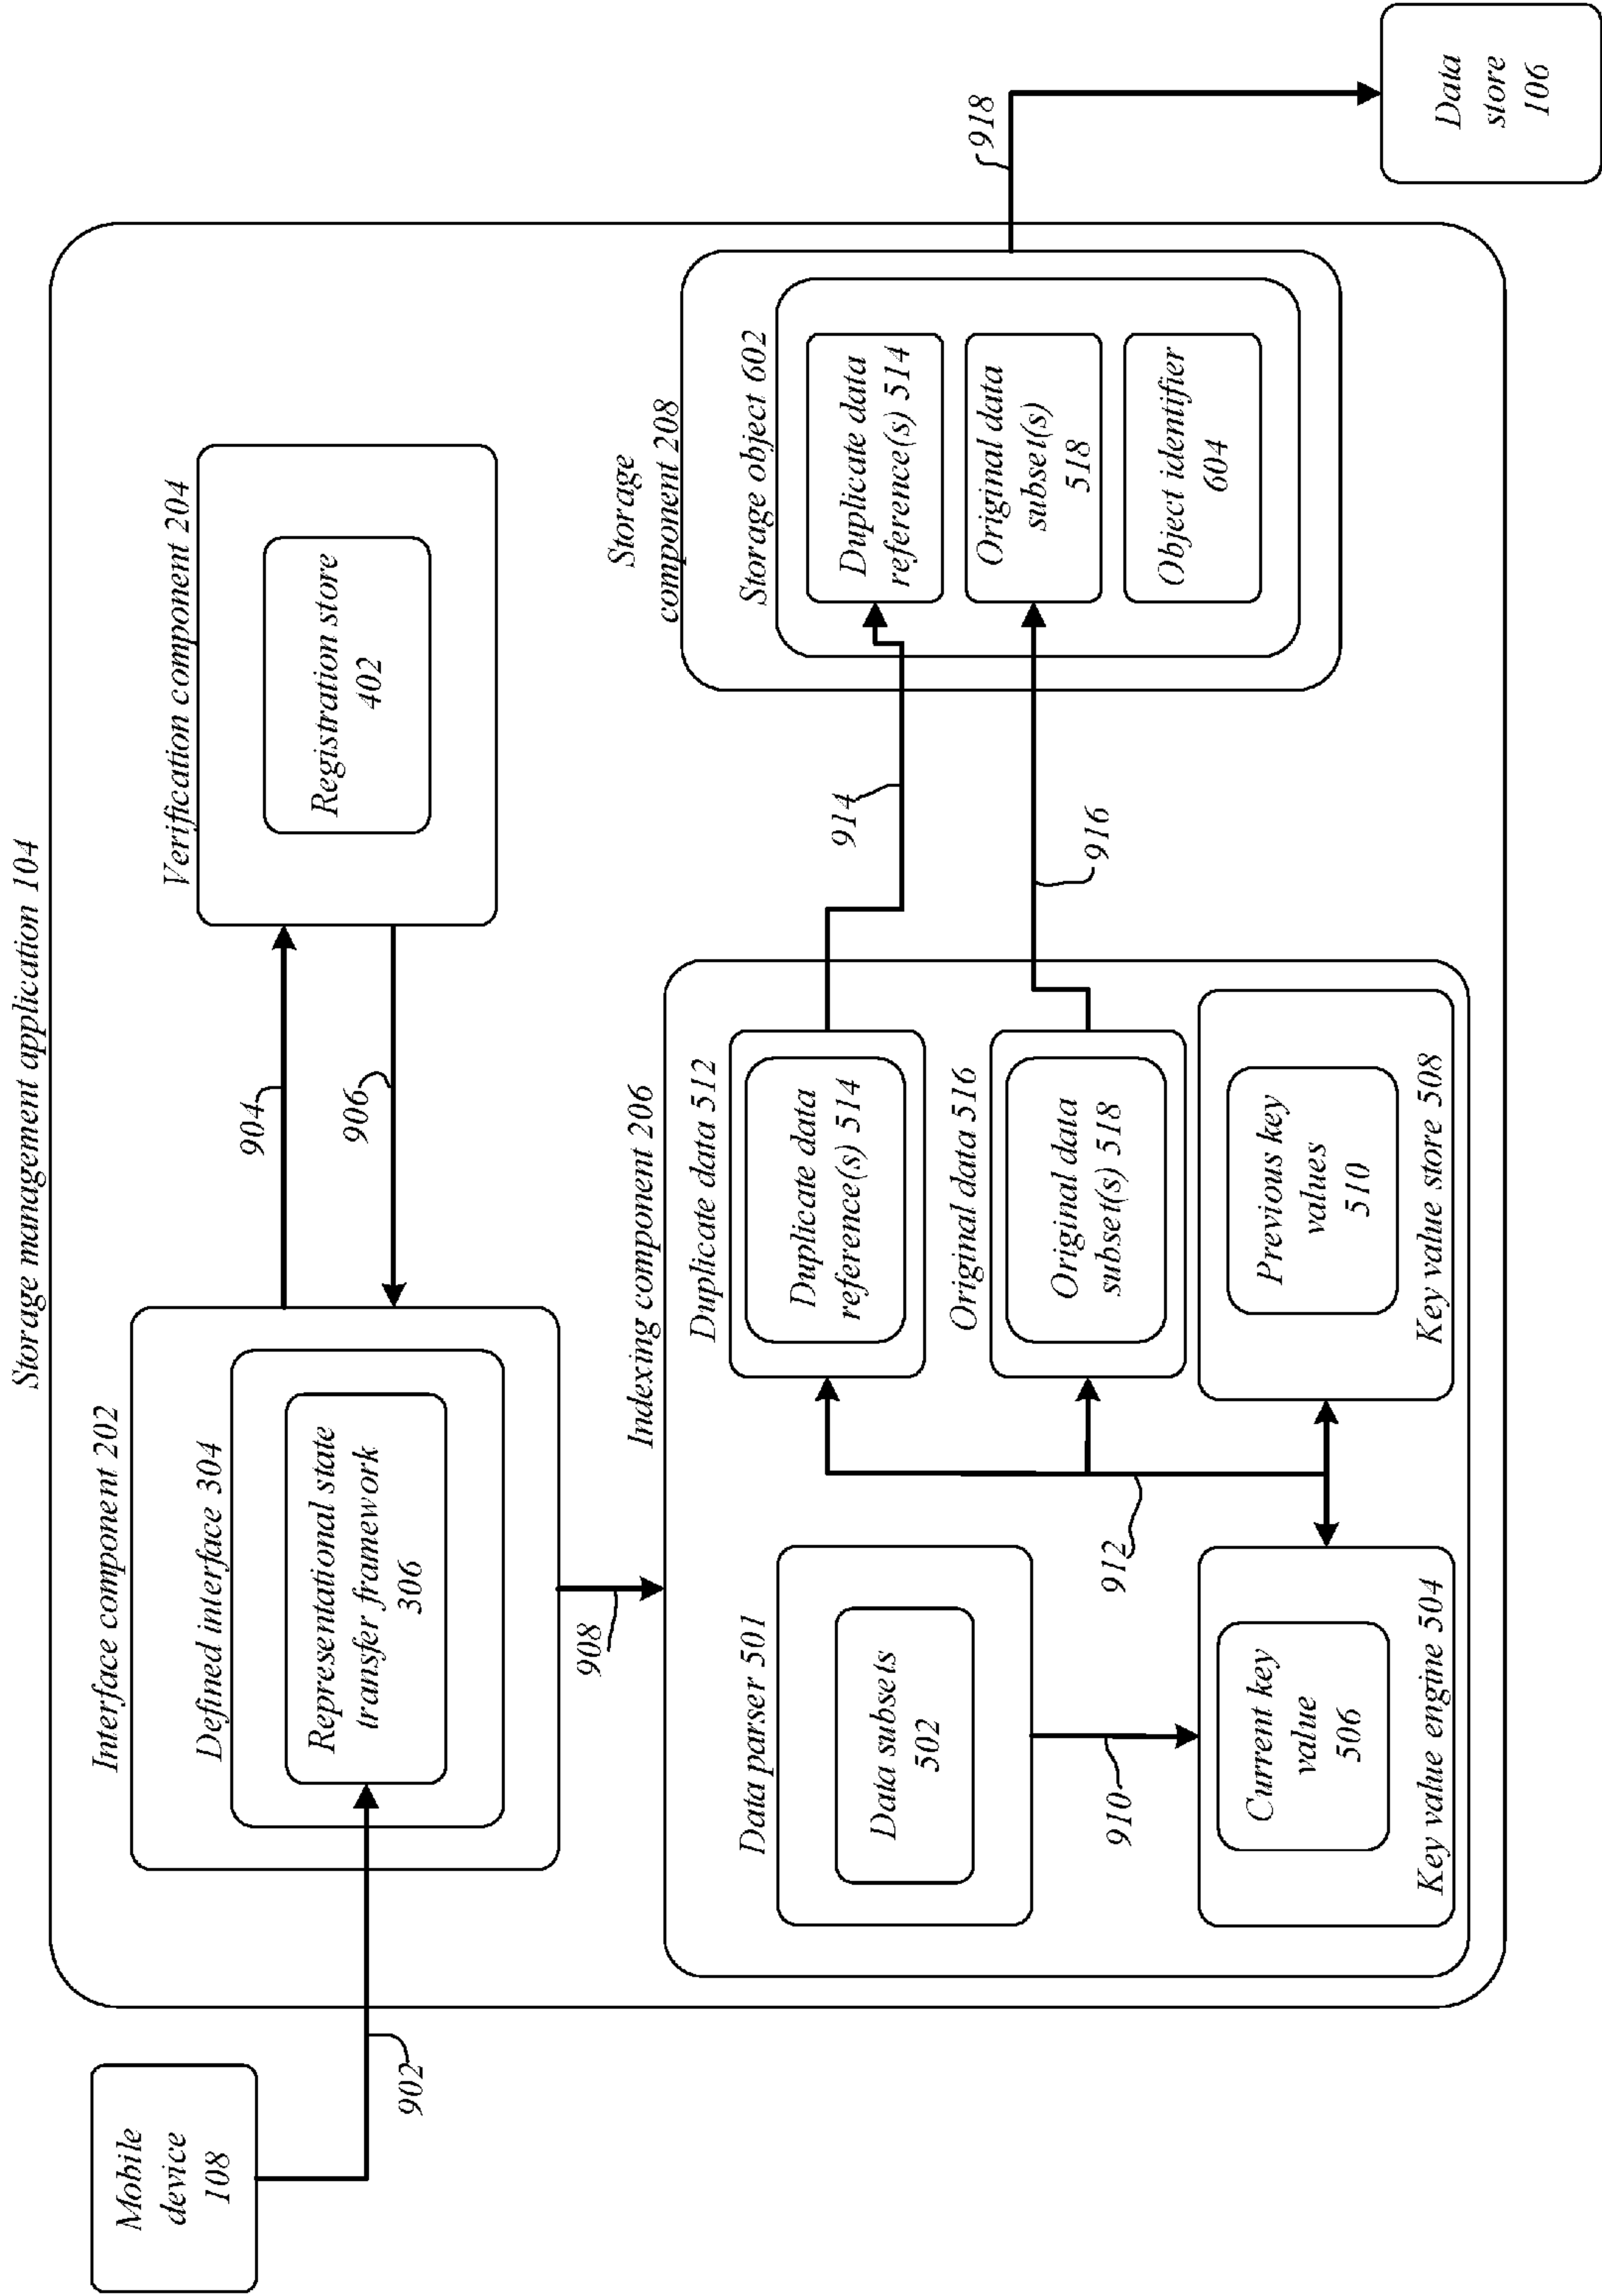 Storage management application 104
Mobile
device
108
902
Interface component 202
Defined interface 304
Representational state
transfer framework
306
904
906
Verification component 204
Registration store
402
908
Indexing component 206
Data parser 501
Data subsets
502
910
Current key
value
506
Key value engine 504
912
Duplicate data 512
Duplicate data
reference(s) 514
Original data 516
Original data
subset(s) 518
Previous key
values
510
Key value store 508
914
916
Storage
component 208
Storage object 602
Duplicate data
reference(s) 514
Original data
subset(s)
518
Object identifier
604
918
Data
store
106